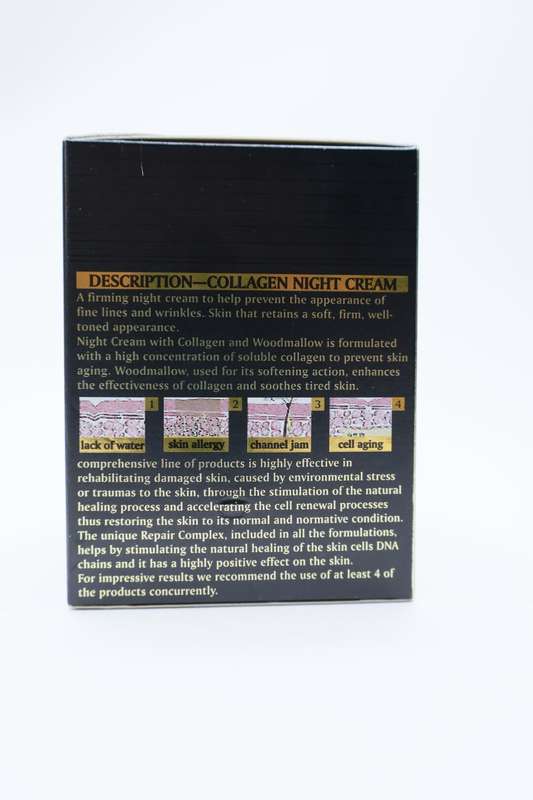 DESCRIPTION—COLLAGEN NIGHT CREAM
A firming night cream to help prevent the appearance of
fine lines and wrinkles. Skin that retains a soft, firm, well-
toned appearance.
Night Cream with Collagen and Woodmallow is formulated
with a high concentration of soluble collagen to prevent skin
aging. Woodmallow, used for its softening action, enhances
the effectiveness of collagen and soothes tired skin.
1 2 3 4
lack of water skin allergy channel jam cell aging
comprehensive line of products is highly effective in
rehabilitating damaged skin, caused by environmental stress
or traumas to the skin, through the stimulation of the natural
healing process and accelerating the cell renewal processes
thus restoring the skin to its normal and normative condition.
The unique Repair Complex, included in all the formulations,
helps by stimulating the natural healing of the skin cells DNA
chains and it has a highly positive effect on the skin.
For impressive results we recommend the use of at least 4 of
the products concurrently.